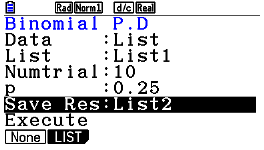 Rad Norm1 d/c Real
Binomial P.D
Data :List
List :List1
Numtrial:10
p :0.25
Save Res:List2
Execute
None LIST